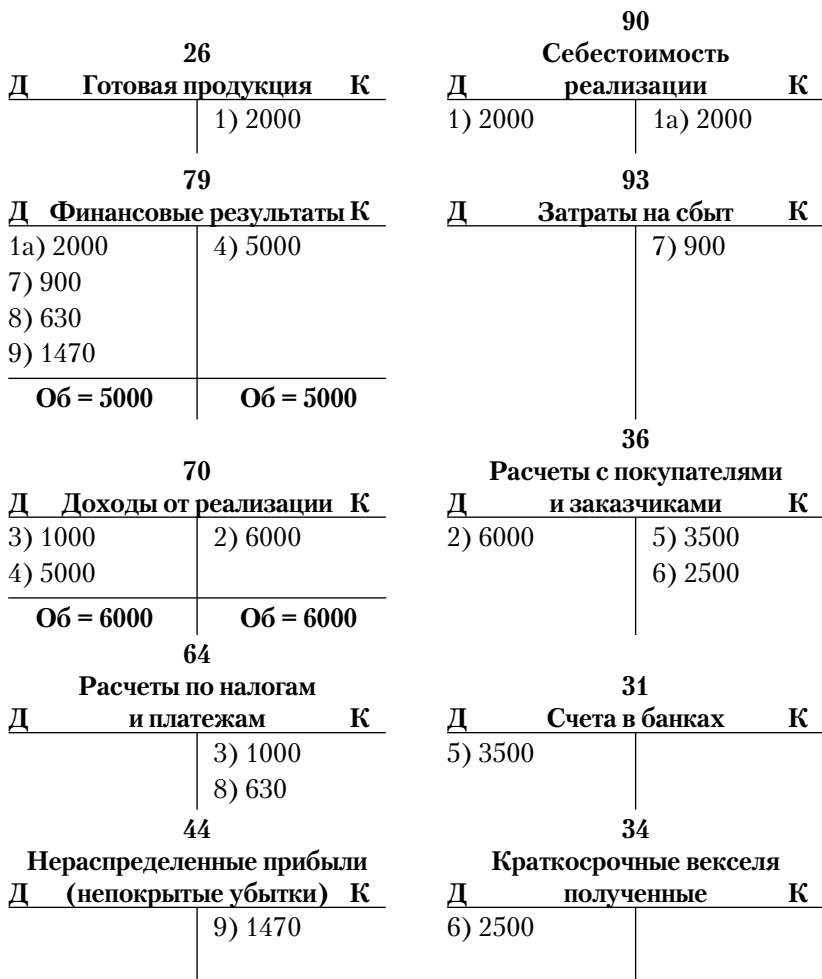 26
Д Готовая продукция К
1) 2000
90
Себестоимость
Д реализации К
1) 2000 1а) 2000
79
Д Финансовые результаты К
1а) 2000 4) 5000
7) 900
8) 630
9) 1470
Об = 5000 Об = 5000
93
Д Затраты на сбыт К
7) 900
70
Д Доходы от реализации К
3) 1000 2) 6000
4) 5000
Об = 6000 Об = 6000
36
Расчеты с покупателями
Д и заказчиками К
2) 6000 5) 3500
6) 2500
64
Расчеты по налогам
Д и платежам К
3) 1000
8) 630
31
Д Счета в банках К
5) 3500
44
Нераспределенные прибыли
Д (непокрытые убытки) К
9) 1470
34
Краткосрочные векселя
Д полученные К
6) 2500